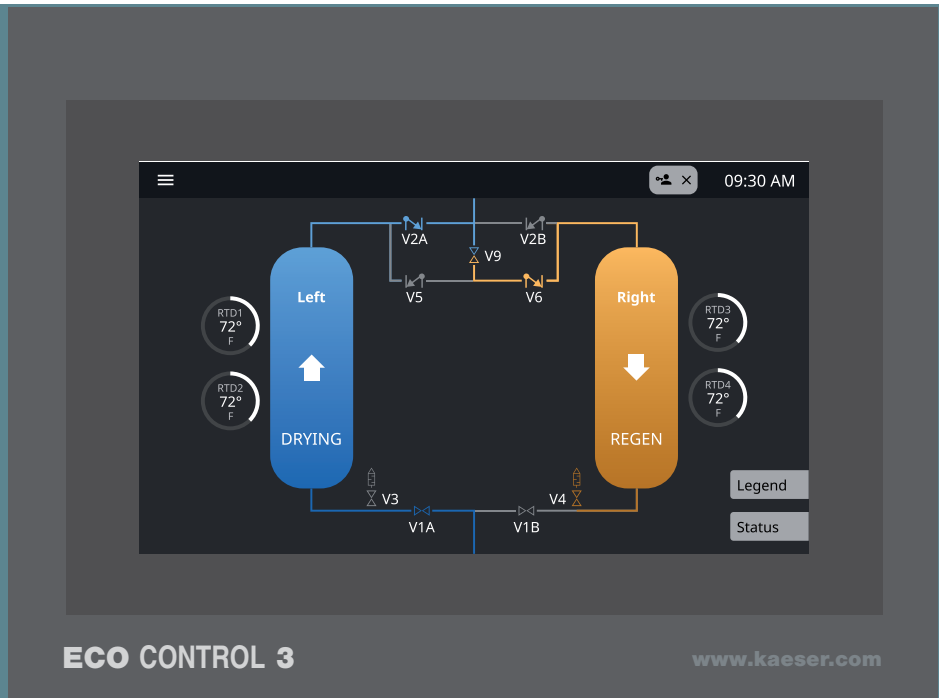 09:30 AM
V2A
V2B
V9
V5
V6
Left
Right
RTD1
72°
F
RTD3
72°
F
RTD2
72°
F
RTD4
72°
F
DRYING
REGEN
V3
V4
V1A
V1B
Legend
Status
ECO CONTROL 3
www.kaeser.com